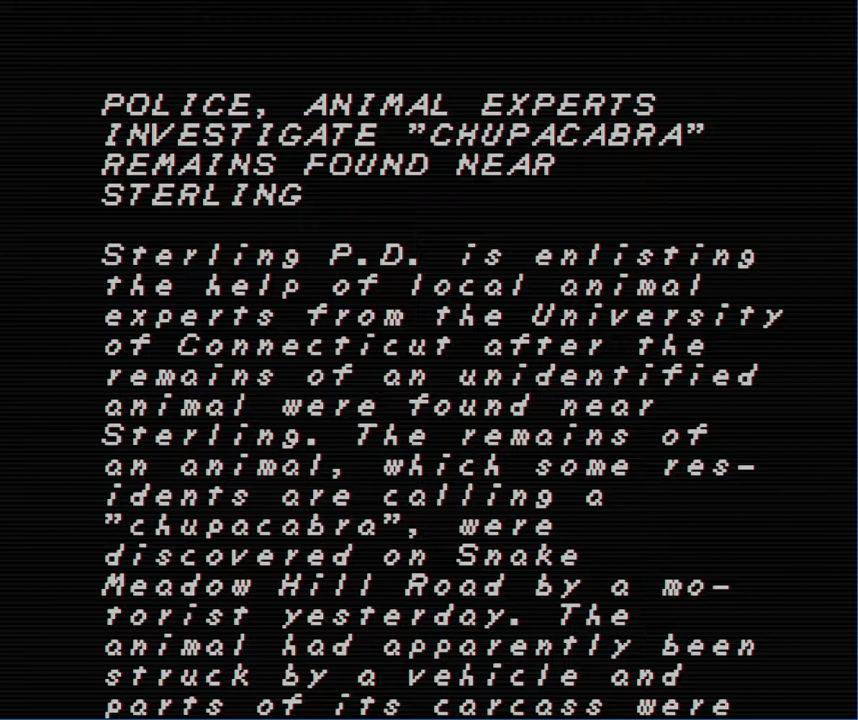 POLICE, ANIMAL EXPERTS
INVESTIGATE "CHUPACABRA"
REMAINS FOUND NEAR
STERLING
Sterling P.D. is enlisting
the help of local animal
experts from the University
of Connecticut after the
remains of an unidentified
animal were found near
Sterling. The remains of
an animal, which some res-
idents are calling a
"chupacabra", were
discovered on Snake
Meadow Hill Road by a mo-
torist yesterday. The
animal had apparently been
struck by a vehicle and
parts of its carcass were